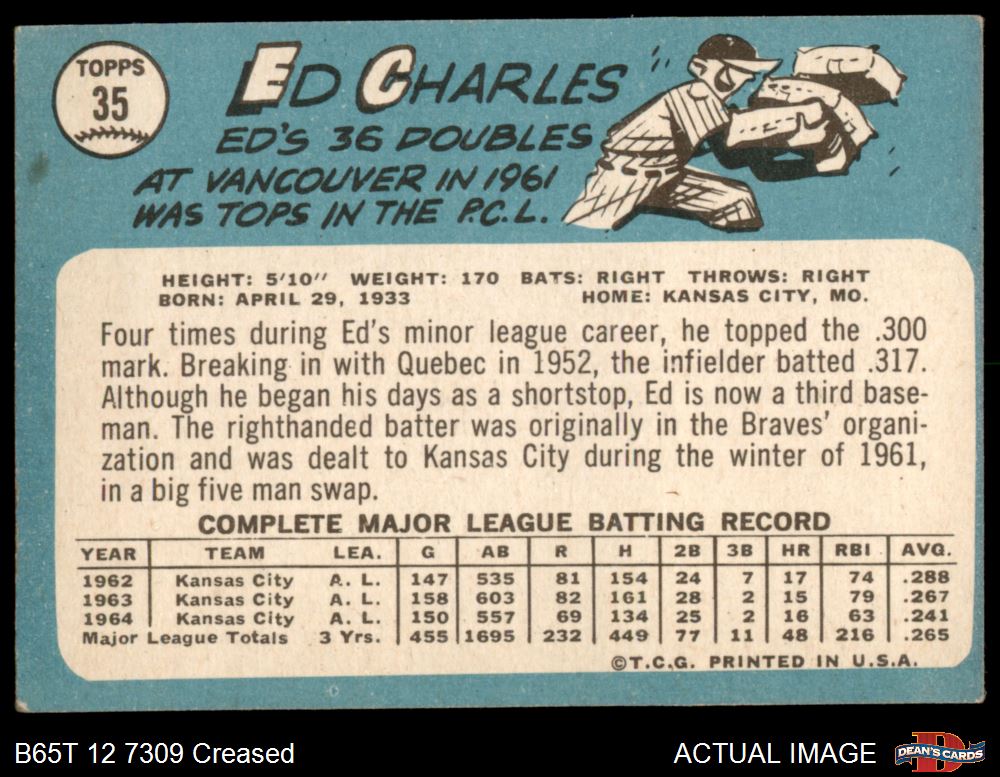 TOPPS
35
ED CHARLES
ED'S 36 DOUBLES
AT VANCOUVER IN 1961
WAS TOPS IN THE P.C.L.
HEIGHT: 5'10" WEIGHT: 170 BATS: RIGHT THROWS: RIGHT
BORN: APRIL 29, 1933 HOME: KANSAS CITY, MO.
Four times during Ed's minor league career, he topped the .300
mark. Breaking in with Quebec in 1952, the infielder batted .317.
Although he began his days as a shortstop, Ed is now a third base-
man. The righthanded batter was originally in the Braves' organi-
zation and was dealt to Kansas City during the winter of 1961,
in a big five man swap.
COMPLETE MAJOR LEAGUE BATTING RECORD
YEAR TEAM LEA. G AB R H 2B 3B HR RBI AVG.
1962 Kansas City A. L. 147 535 81 154 24 7 17 74 .288
1963 Kansas City A. L. 158 603 82 161 28 2 15 79 .267
1964 Kansas City A. L. 150 557 69 134 25 2 16 63 .241
Major League Totals 3 Yrs. 455 1695 232 449 77 11 48 216 .265
©T.C.G. PRINTED IN U.S.A.
B65T 12 7309 Creased ACTUAL IMAGE DEAN'S CARDS